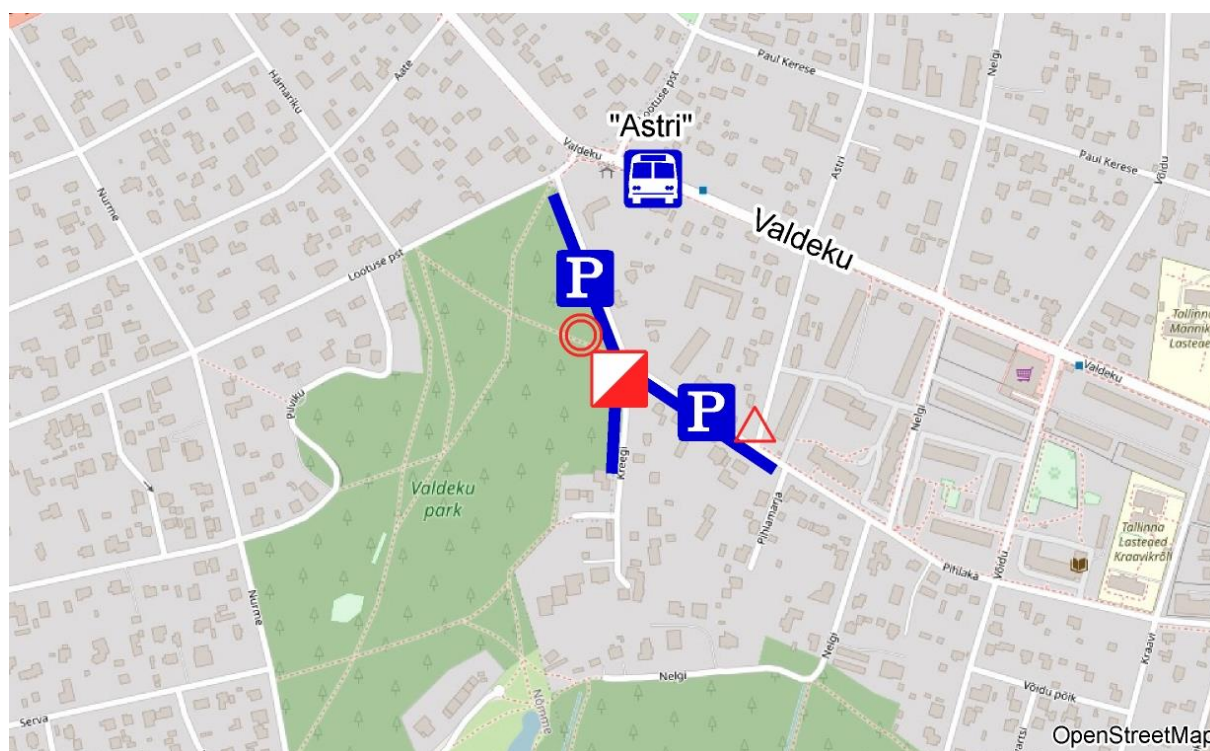 Aate
Hämariku
Paul Kerese
Nelgi
Lootuse pst
"Astri"
Valdeku
Astri
Paul Kerese
Võidu
Nurme
Valdeku
Lootuse pst
P
Tallinna
Männiku
Lasteaed
Valdeku
Pilviku
P
Nelgi
Kreegi
Valdeku
park
Pihlamarja
Tallinna
Lasteaed
Kraavikrõll
Võidu
Pihlaka
Nurme
Nelgi
Kraavi
Nelgi
Võidu põik
Nõmme
Serva
OpenStreetMap